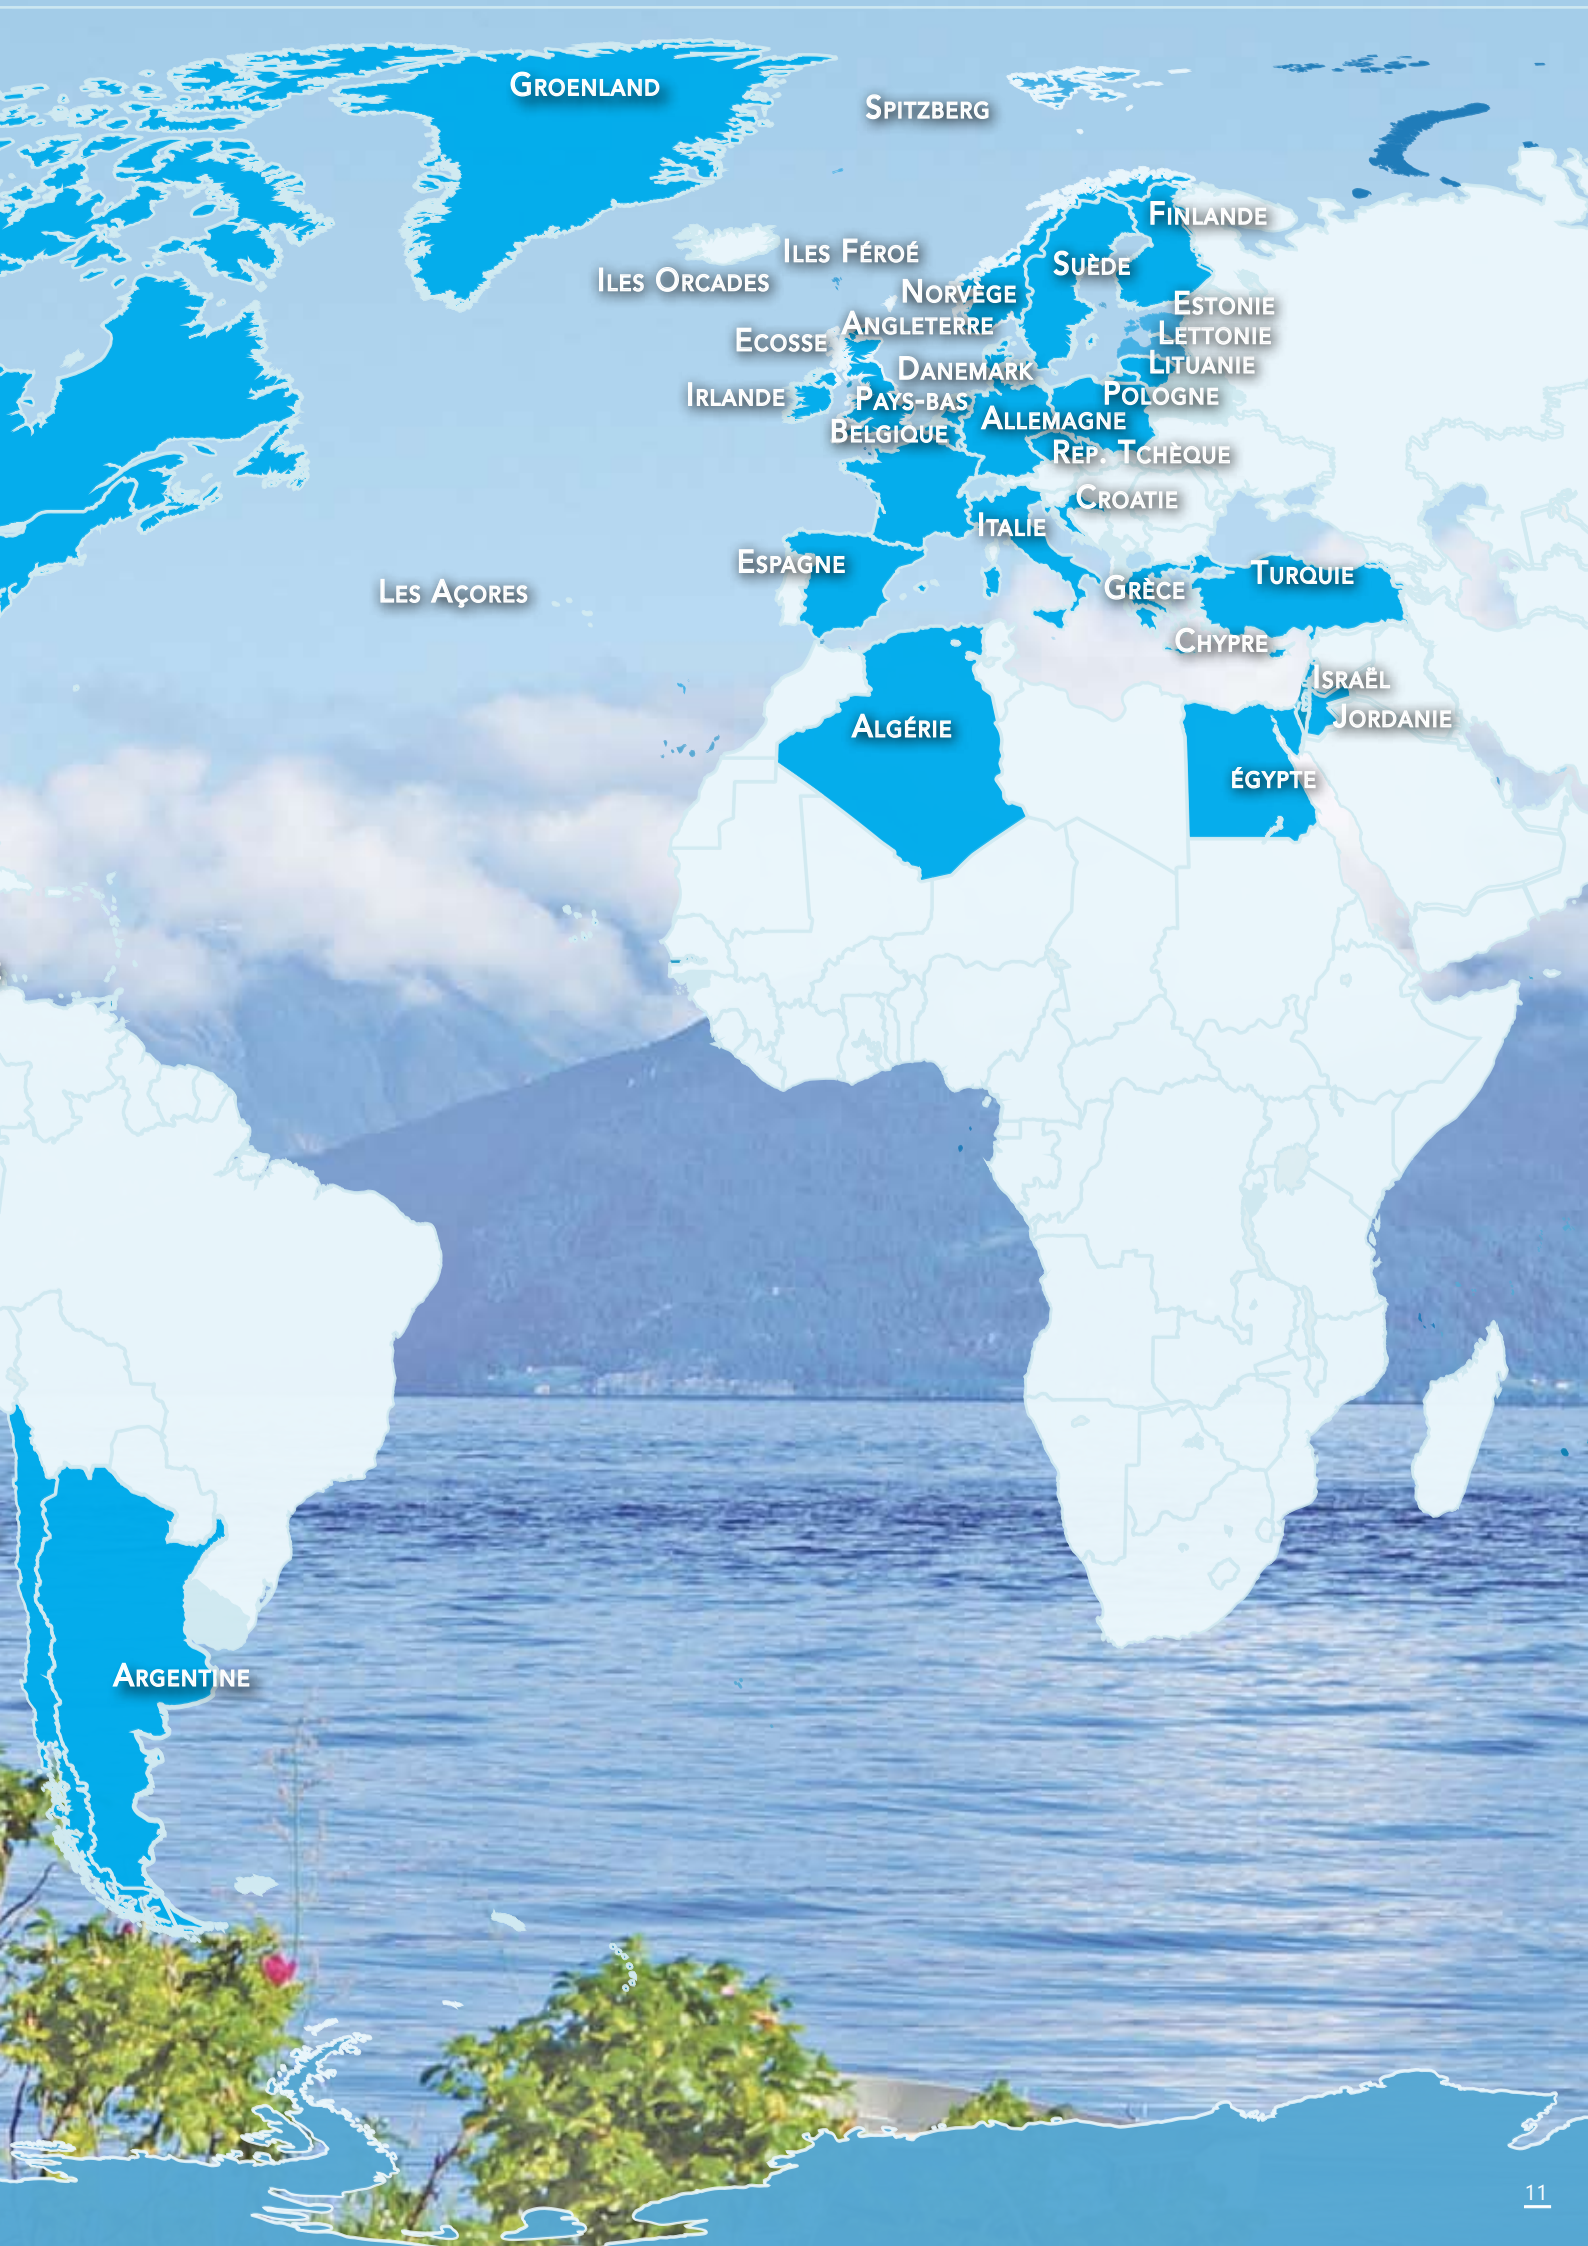 GROENLAND
SPITZBERG
FINLANDE
ILES FÉROÉ
SUÈDE
ILES ORCADES
NORVÈGE
ESTONIE
ANGLETERRE
LETTONIE
ECOSSE
LITUANIE
DANEMARK
POLOGNE
IRLANDE
PAYS-BAS
ALLEMAGNE
BELGIQUE
REP. TCHÈQUE
CROATIE
ITALIE
ESPAGNE
TURQUIE
GRÈCE
LES AÇORES
CHYPRE
ISRAËL
JORDANIE
ALGÉRIE
ÉGYPTE
ARGENTINE
11